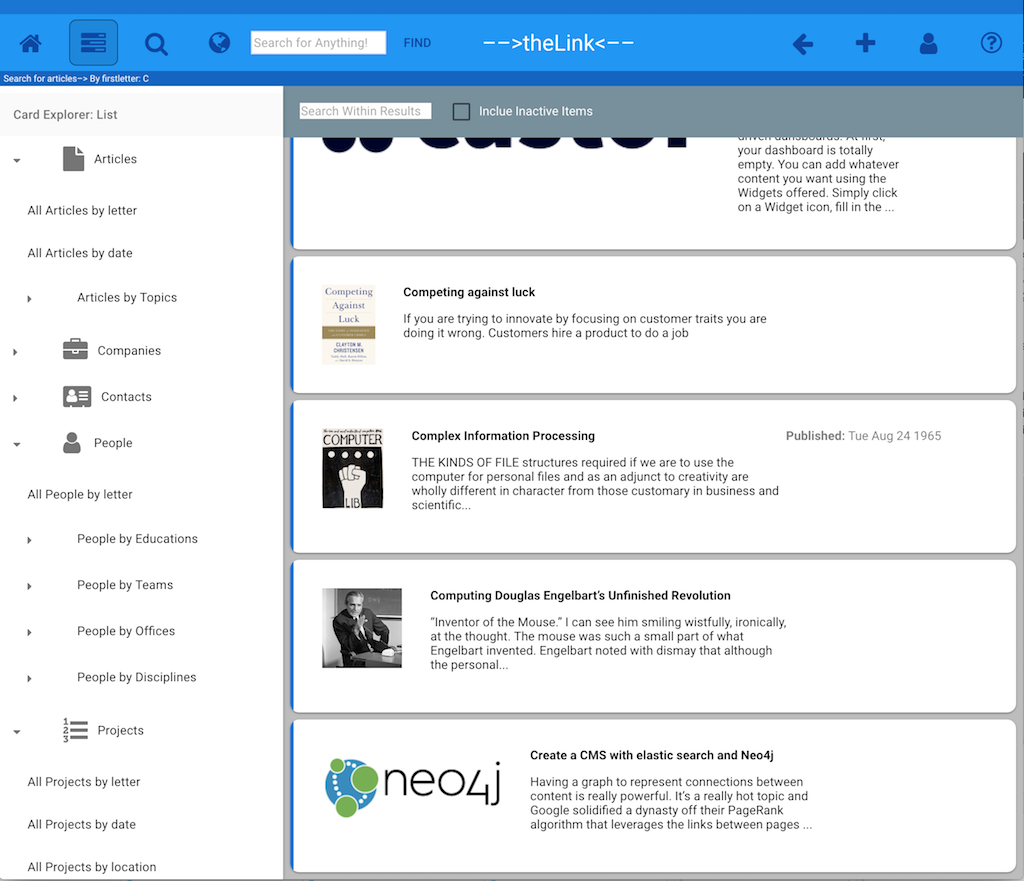 Search for Anything!
FIND
-->theLink<--
Search for articles-> By firstletter: C
Card Explorer: List
Articles
All Articles by letter
All Articles by date
Articles by Topics
Companies
Contacts
People
All People by letter
People by Educations
People by Teams
People by Offices
People by Disciplines
1
2
3
Projects
All Projects by letter
All Projects by date
All Projects by location
Search Within Results
Inclue Inactive Items
your dashboard is totally
empty. You can add whatever
content you want using the
Widgets offered. Simply click
on a Widget icon, fill in the ...
Competing
Against
Luck
CLAYTON M.
CHRISTENSEN
Competing against luck
If you are trying to innovate by focusing on customer traits you are
doing it wrong. Customers hire a product to do a job
COMPUTER
LIB
Complex Information Processing
Published: Tue Aug 24 1965
THE KINDS OF FILE structures required if we are to use the
computer for personal files and as an adjunct to creativity are
wholly different in character from those customary in business and
scientific...
Computing Douglas Engelbart's Unfinished Revolution
“Inventor of the Mouse.” I can see him smiling wistfully, ironically,
at the thought. The mouse was such a small part of what
Engelbart invented. Engelbart noted with dismay that although
the personal...
neo4j
Create a CMS with elastic search and Neo4j
Having a graph to represent connections between
content is really powerful. It's a really hot topic and
Google solidified a dynasty off their PageRank
algorithm that leverages the links between pages ...